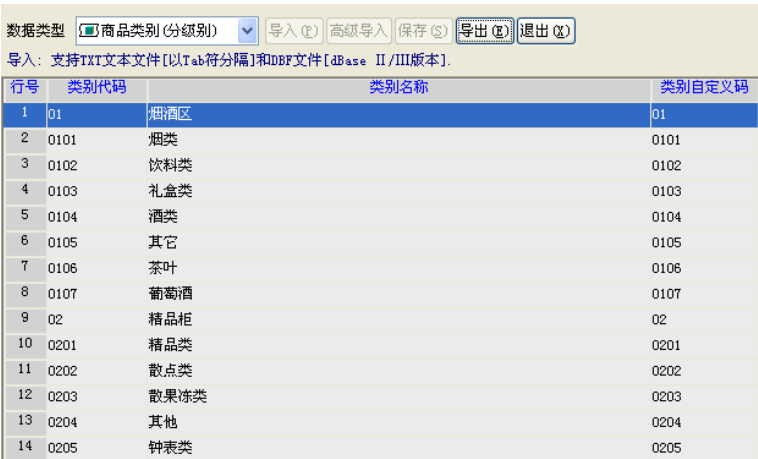 数据类型 商品类别(分级别) 导入(P) 高级导入 保存(S) 导出(E) 退出(X)
导入: 支持TXT文本文件[以Tab符分隔]和DBF文件[dBase II/III版本].
行号 类别代码 类别名称 类别自定义码
1 01 烟酒区 01
2 0101 烟类 0101
3 0102 饮料类 0102
4 0103 礼盒类 0103
5 0104 酒类 0104
6 0105 其它 0105
7 0106 茶叶 0106
8 0107 葡萄酒 0107
9 02 精品柜 02
10 0201 精品类 0201
11 0202 散点类 0202
12 0203 散果冻类 0203
13 0204 其他 0204
14 0205 钟表类 0205